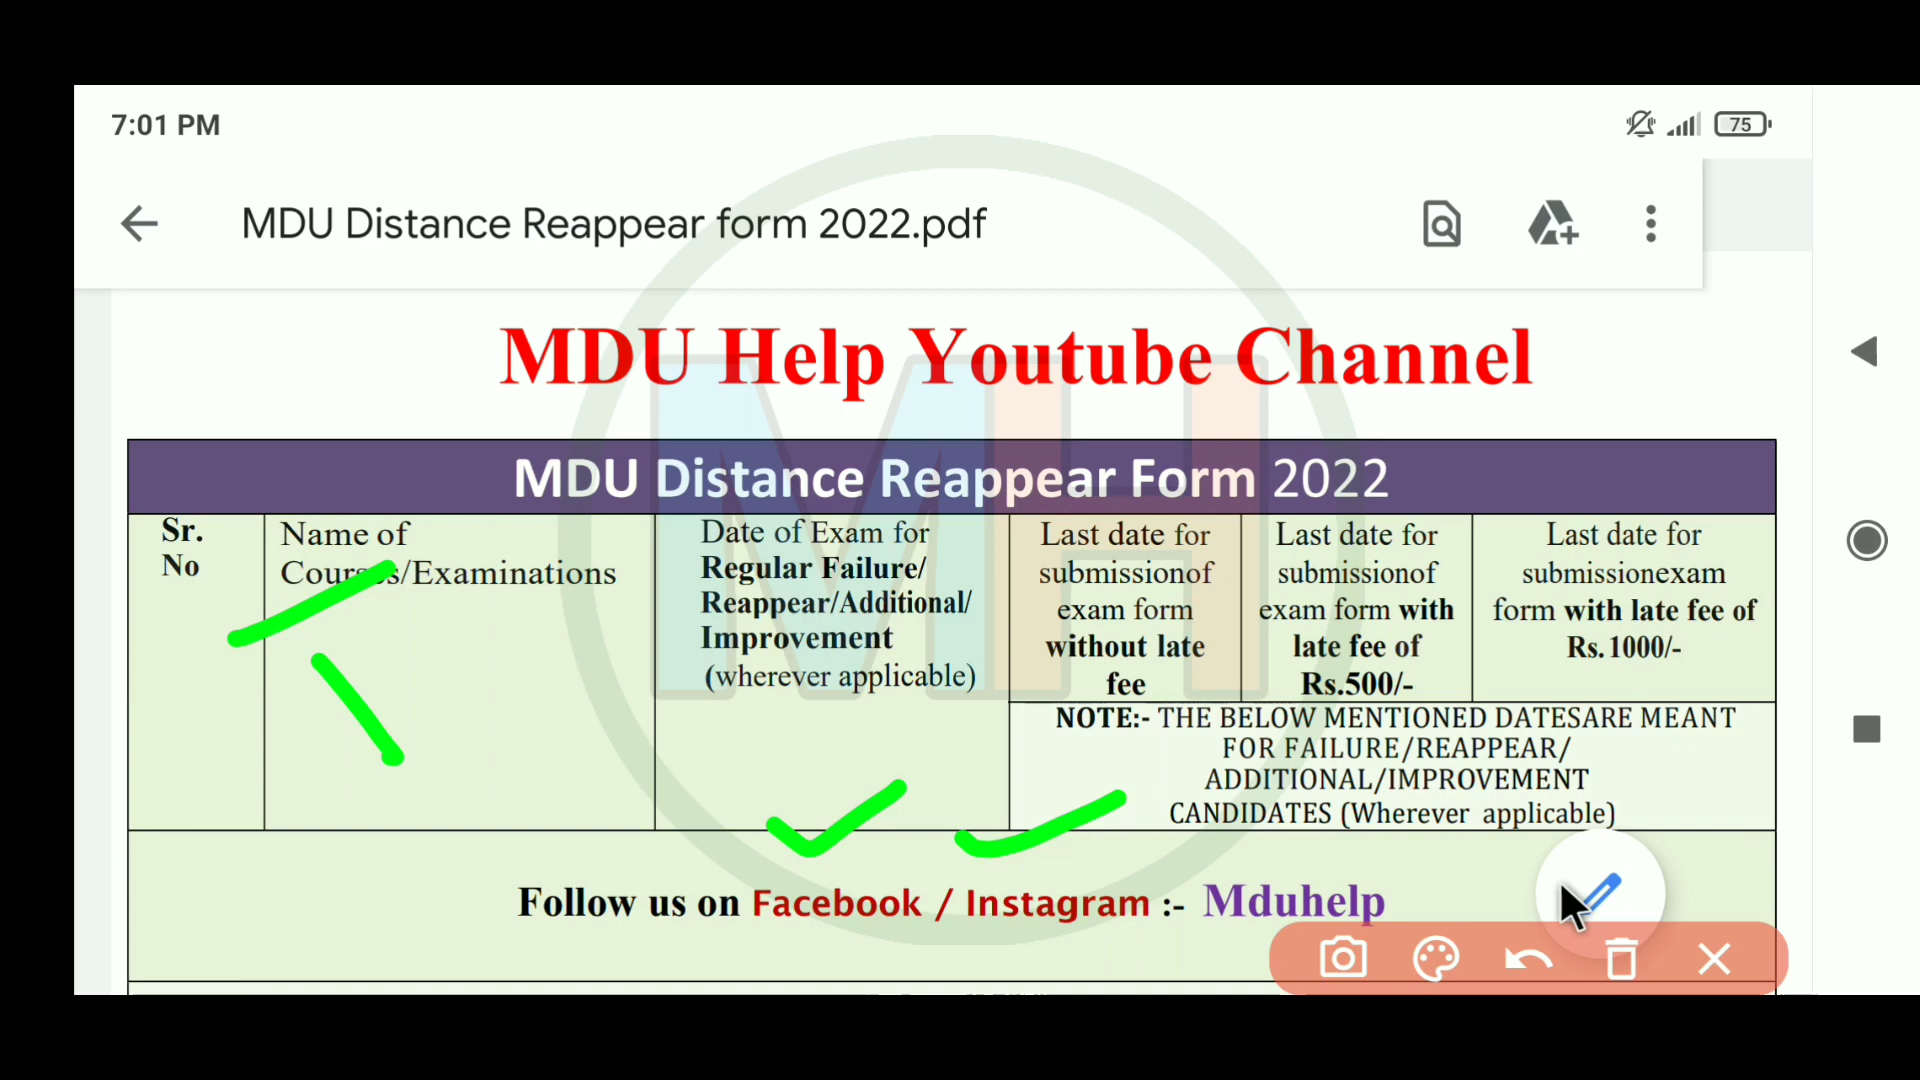 7:01 PM
75
MDU Distance Reappear form 2022.pdf
MDU Help Youtube Channel
MH
MDU Distance Reappear Form 2022
Sr.
No
Name of
Courses/Examinations
Date of Exam for
Regular Failure/
Reappear/Additional/
Improvement
(wherever applicable)
Last date for
submissionof
exam form
without late
fee
Last date for
submissionof
exam form with
late fee of
Rs.500/-
Last date for
submissionexam
form with late fee of
Rs.1000/-
NOTE:- THE BELOW MENTIONED DATESARE MEANT
FOR FAILURE/REAPPEAR/
ADDITIONAL/IMPROVEMENT
CANDIDATES (Wherever applicable)
Follow us on Facebook / Instagram :- Mduhelp